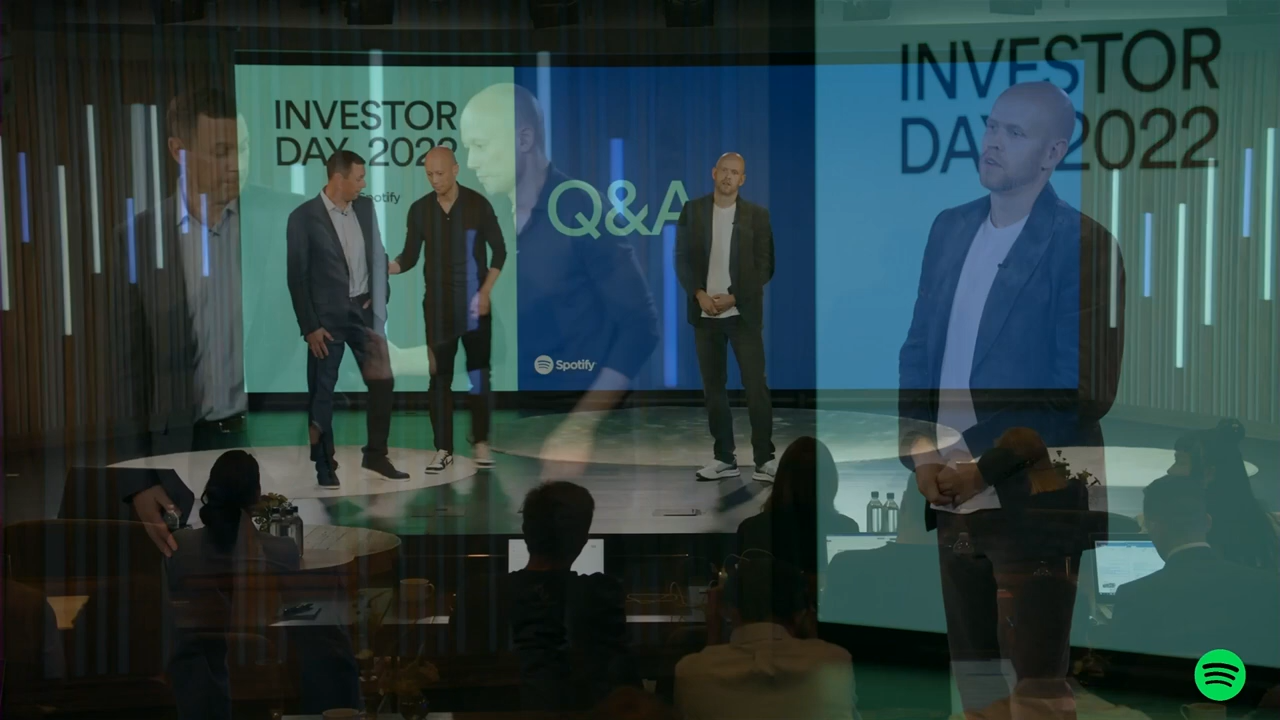 INVESTOR
DAY 2022
Spotify
Q&A
Spotify
INVESTOR
DAY 2022